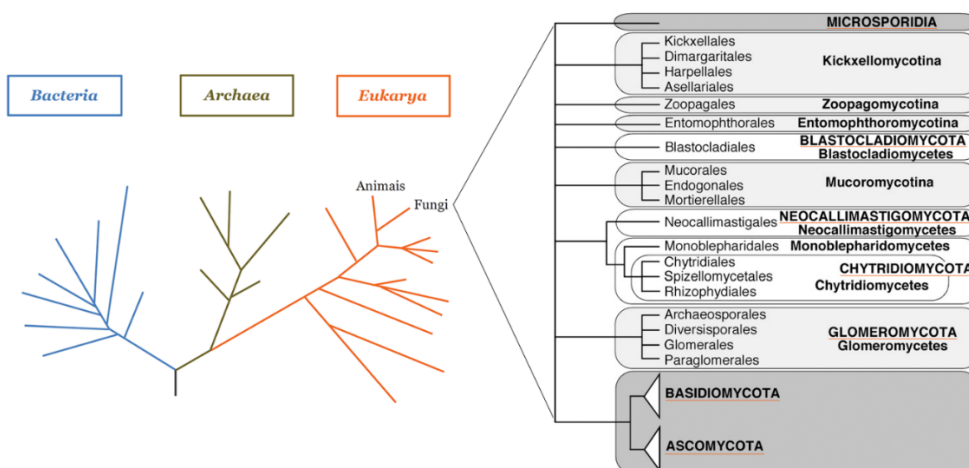 Bacteria
Archaea
Eukarya
Animais
Fungi
MICROSPORIDIA
Kickxellales
Dimargaritales
Harpellales
Asellariales
Kickxellomycotina
Zoopagales
Zoopagomycotina
Entomophthorales
Entomophthoromycotina
Blastocladiales
BLASTOCLADIOMYCOTA
Blastocladiomycetes
Mucorales
Endogonales
Mortierellales
Mucoromycotina
Neocallimastigales
NEOCALLIMASTIGOMYCOTA
Neocallimastigomycetes
Monoblepharidales
Monoblepharidomycetes
Chytridiales
Spizellomycetales
Rhizophydiales
CHYTRIDIOMYCOTA
Chytridiomycetes
Archaeosporales
Diversisporales
Glomerales
Paraglomerales
GLOMEROMYCOTA
Glomeromycetes
BASIDIOMYCOTA
ASCOMYCOTA